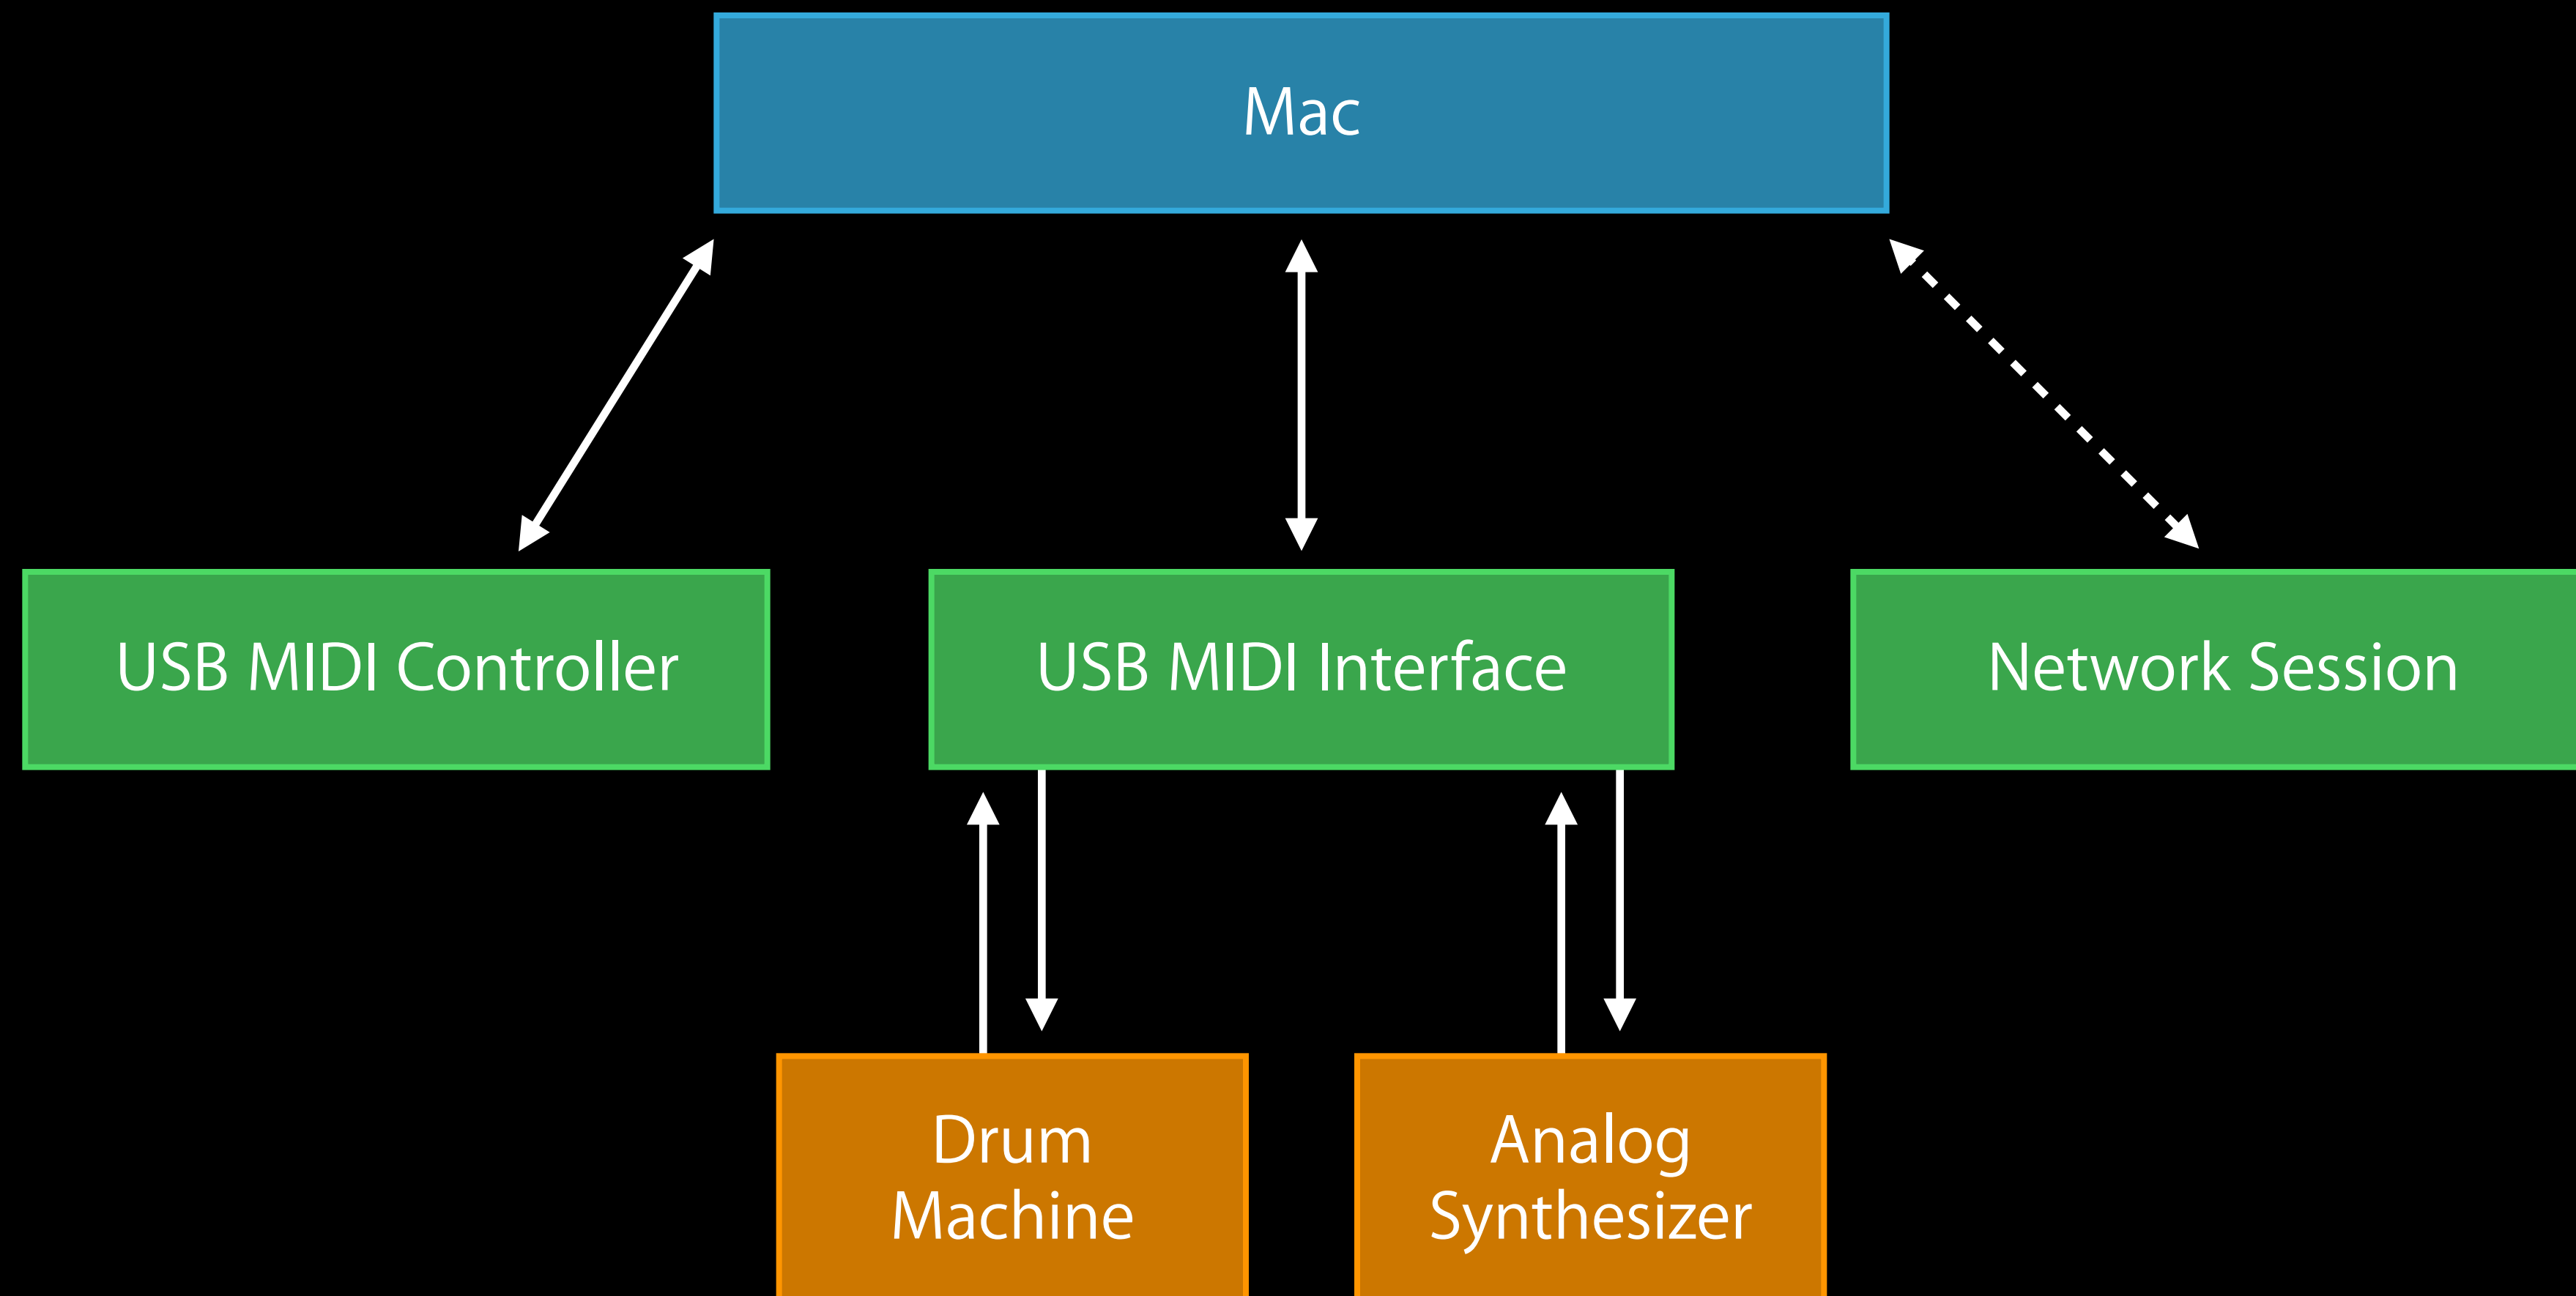 Mac
USB MIDI Controller
USB MIDI Interface
Network Session
Drum
Machine
Analog
Synthesizer